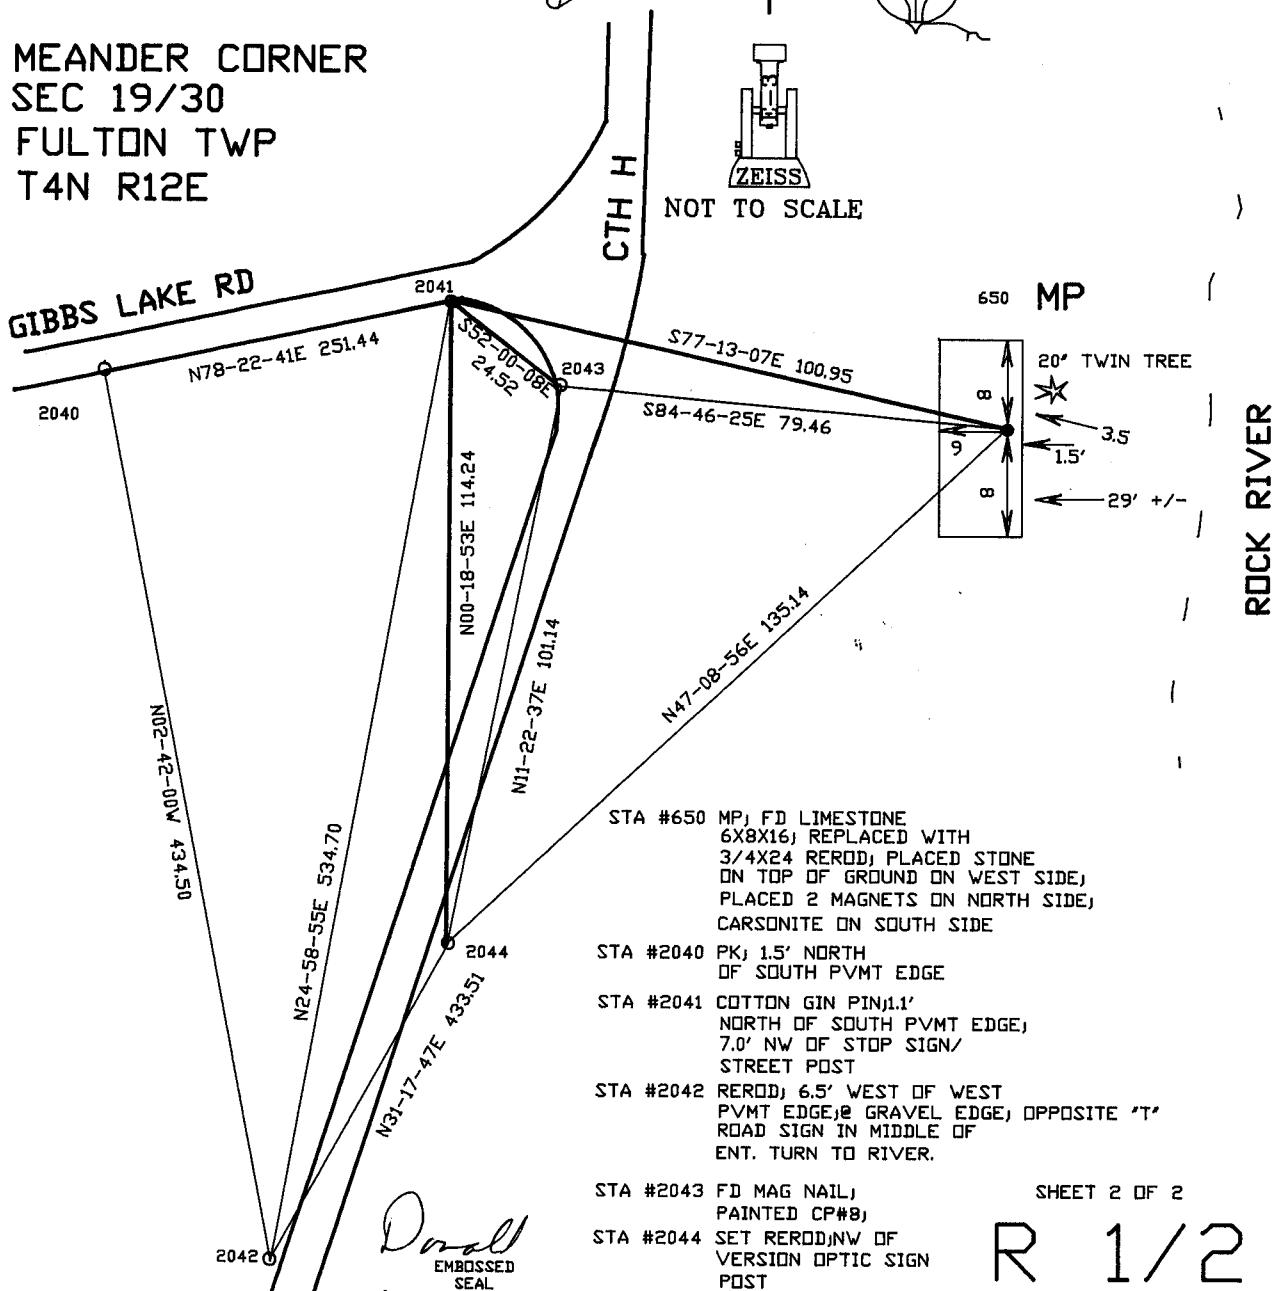 MEANDER CORNER
SEC 19/30
FULTON TWP
T4N R12E
ZEISS
NOT TO SCALE
CTH H
GIBBS LAKE RD
2041
650 MP
N78-22-41E 251.44
S52-00-08E
24.52
2043
S77-13-07E 100.95
S84-46-25E 79.46
20" TWIN TREE
2040
8
3.5
9
1.5'
8
29' +/-
ROCK RIVER
N00-18-53E 114.24
N11-22-37E 101.14
N47-08-56E 135.14
N02-42-00W 434.50
N24-58-55E 534.70
2044
N31-17-47E 433.51
2042
STA #650 MP; FD LIMESTONE
6X8X16; REPLACED WITH
3/4X24 REROD; PLACED STONE
ON TOP OF GROUND ON WEST SIDE;
PLACED 2 MAGNETS ON NORTH SIDE;
CARSONITE ON SOUTH SIDE
STA #2040 PK; 1.5' NORTH
OF SOUTH PVMT EDGE
STA #2041 COTTON GIN PIN;1.1'
NORTH OF SOUTH PVMT EDGE;
7.0' NW OF STOP SIGN/
STREET POST
STA #2042 REROD; 6.5' WEST OF WEST
PVMT EDGE;@ GRAVEL EDGE; OPPOSITE "T"
ROAD SIGN IN MIDDLE OF
ENT. TURN TO RIVER.
STA #2043 FD MAG NAIL;
PAINTED CP#8;
STA #2044 SET REROD;NW OF
VERSION OPTIC SIGN
POST
Donald
EMBOSSED
SEAL
SHEET 2 OF 2
R 1/2